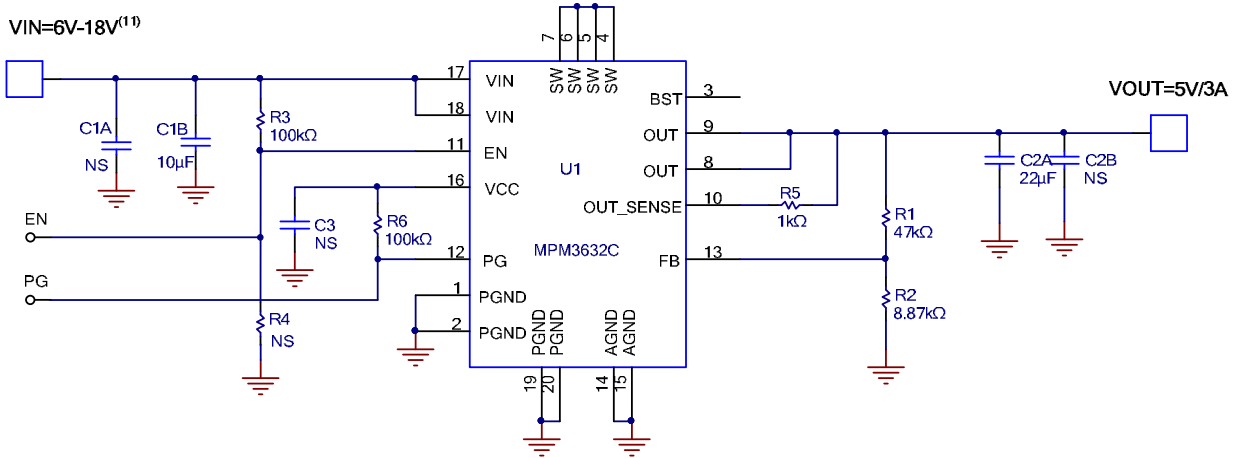 VIN=6V-18V(11)
7
6
5
4
SW
SW
SW
SW
17
VIN
18
VIN
BST
3
VOUT=5V/3A
C1A
NS
C1B
10μF
R3
100kΩ
11
EN
OUT
9
U1
OUT
8
C2A
22μF
C2B
NS
16
VCC
OUT_SENSE
10
R5
1kΩ
EN
C3
NS
R6
100kΩ
R1
47kΩ
12
PG
MPM3632C
FB
13
PG
1
PGND
R2
8.87kΩ
R4
NS
2
PGND
PGND
PGND
AGND
AGND
19
20
14
15